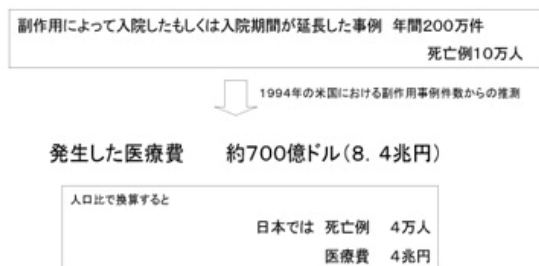 副作用によって入院したもしくは入院期間が延長した事例 年間200万件
死亡例10万人
1994年の米国における副作用事例件数からの推測
発生した医療費 約700億ドル(8.4兆円)
人口比で換算すると
日本では 死亡例 4万人
医療費 4兆円